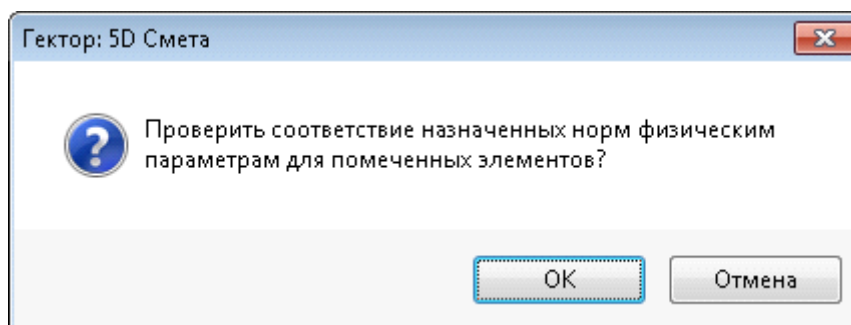 Гектор: 5D Смета
Проверить соответствие назначенных норм физическим
параметрам для помеченных элементов?
OK
Отмена